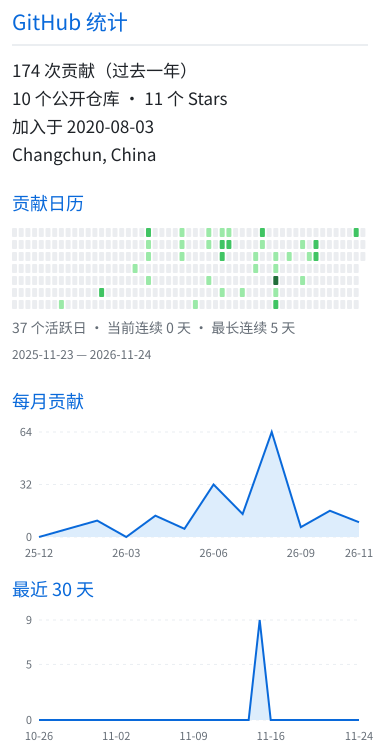 GitHub 统计
174 次贡献（过去一年）
10 个公开仓库 • 11 个 Stars
加入于 2020-08-03
Changchun, China
贡献日历
37 个活跃日 • 当前连续 0 天 • 最长连续 5 天
2025-11-23 — 2026-11-24
每月贡献
64
32
0
25-12 26-03 26-06 26-09 26-11
最近 30 天
9
5
0
10-26 11-02 11-09 11-16 11-24